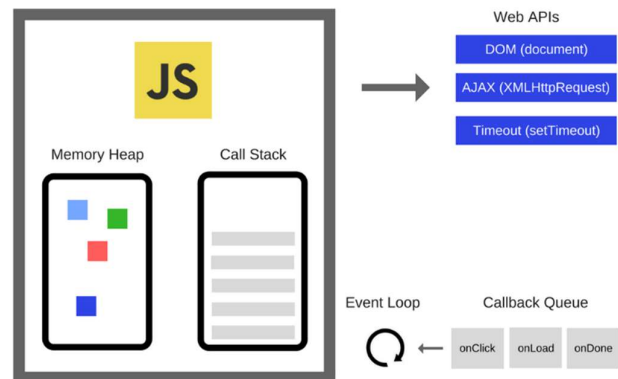 JS
Memory Heap
Call Stack
Web APIs
DOM (document)
AJAX (XMLHttpRequest)
Timeout (setTimeout)
Event Loop
Callback Queue
onClick
onLoad
onDone